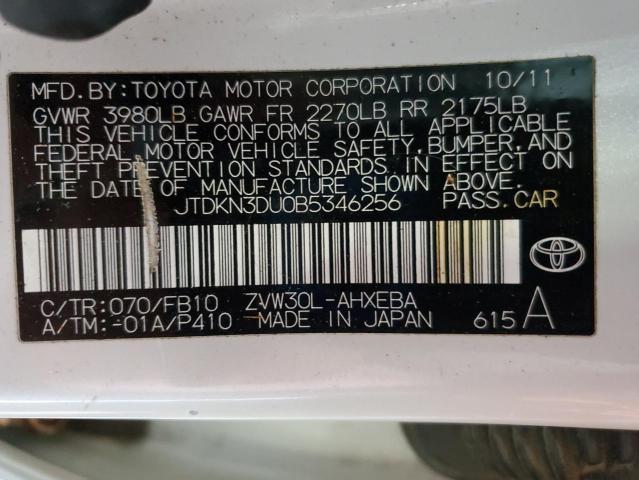 MFD.BY:TOYOTA MOTOR CORPORATION 10/11
GVWR 3980LB GAWR FR 2270LB RR 2175LB
THIS VEHICLE CONFORMS TO ALL APPLICABLE
FEDERAL MOTOR VEHICLE SAFETY,BUMPER,AND
THEFT PREVENTION STANDARDS IN EFFECT ON
THE DATE OF MANUFACTURE SHOWN ABOVE.
JTDKN3DU0B5346256 PASS.CAR
C/TR:070/FB10 ZVW30L-AHXEBA
A/TM:-01A/P410 MADE IN JAPAN 615A